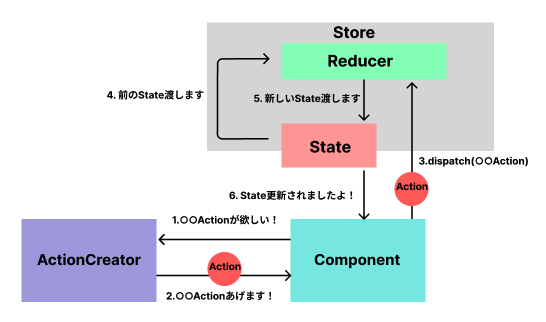 Store
Reducer
4. 前のState渡します
5. 新しいState渡します
State
3.dispatch(〇〇Action)
Action
6. State更新されましたよ！
1.〇〇Actionが欲しい！
ActionCreator
Action
Component
2.〇〇Actionあげます！